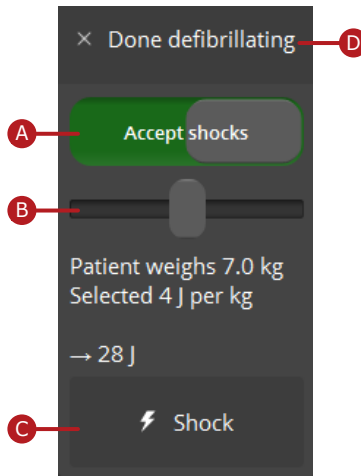 × Done defibrillating
D
A
Accept shocks
B
Patient weighs 7.0 kg
Selected 4 J per kg
→ 28 J
C
Shock